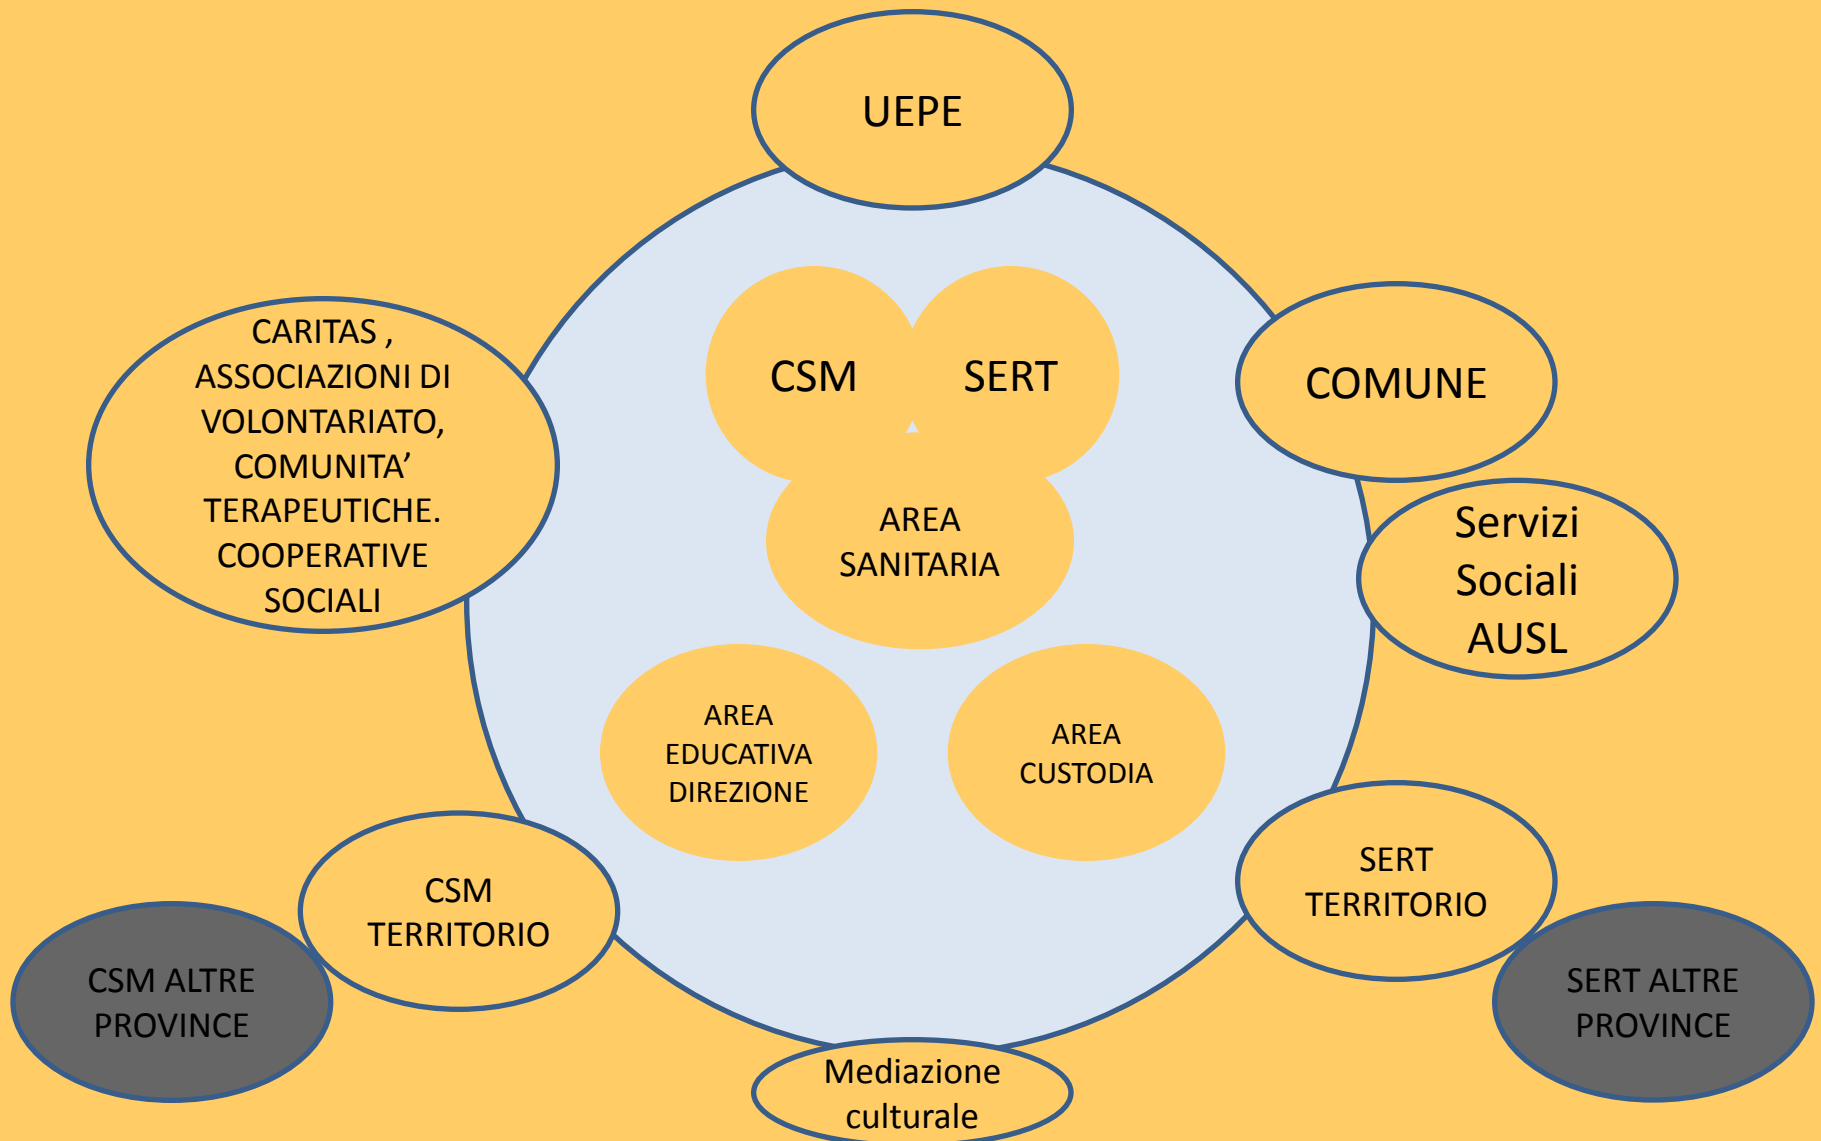 UEPE
CARITAS ,
ASSOCIAZIONI DI
VOLONTARIATO,
COMUNITA’
TERAPEUTICHE.
COOPERATIVE
SOCIALI
CSM
SERT
COMUNE
AREA
SANITARIA
Servizi
Sociali
AUSL
AREA
EDUCATIVA
DIREZIONE
AREA
CUSTODIA
CSM
TERRITORIO
SERT
TERRITORIO
CSM ALTRE
PROVINCE
SERT ALTRE
PROVINCE
Mediazione
culturale